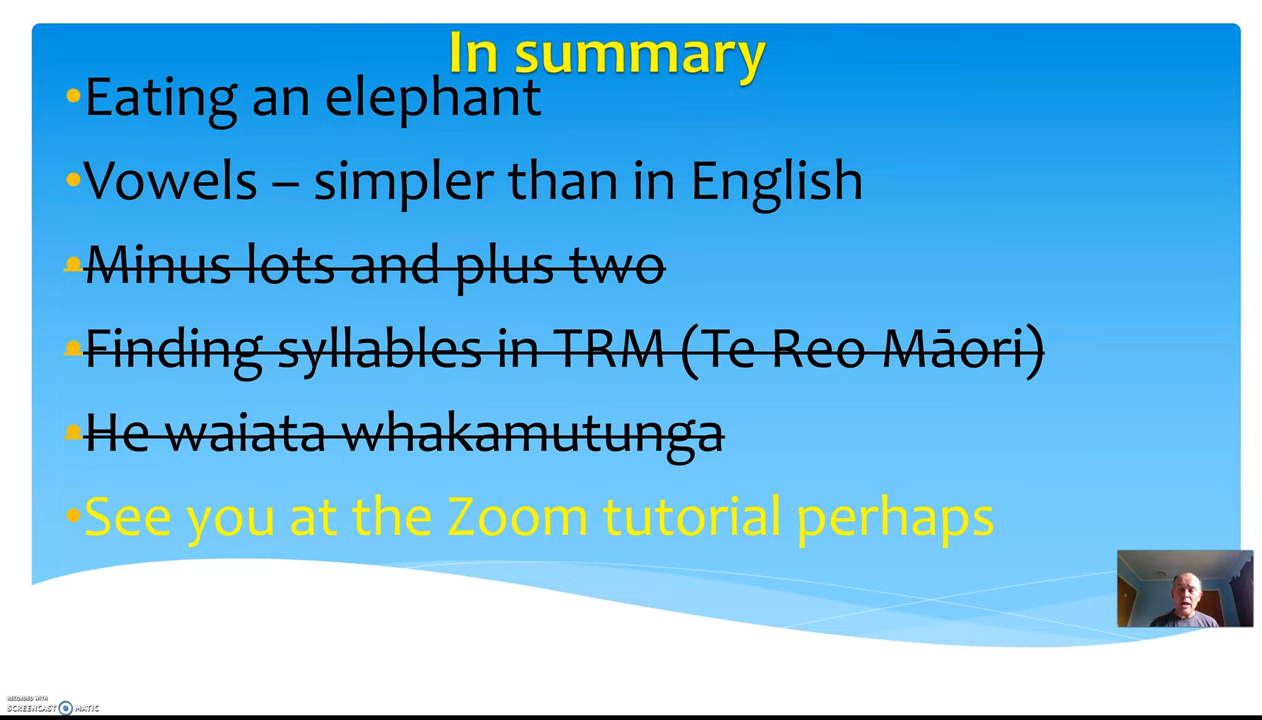 In summary
•Eating an elephant
•Vowels – simpler than in English
•Minus lots and plus two
•Finding syllables in TRM (Te Reo Māori)
•He waiata whakamutunga
•See you at the Zoom tutorial perhaps
RECORDED WITH
SCREENCAST MATIC